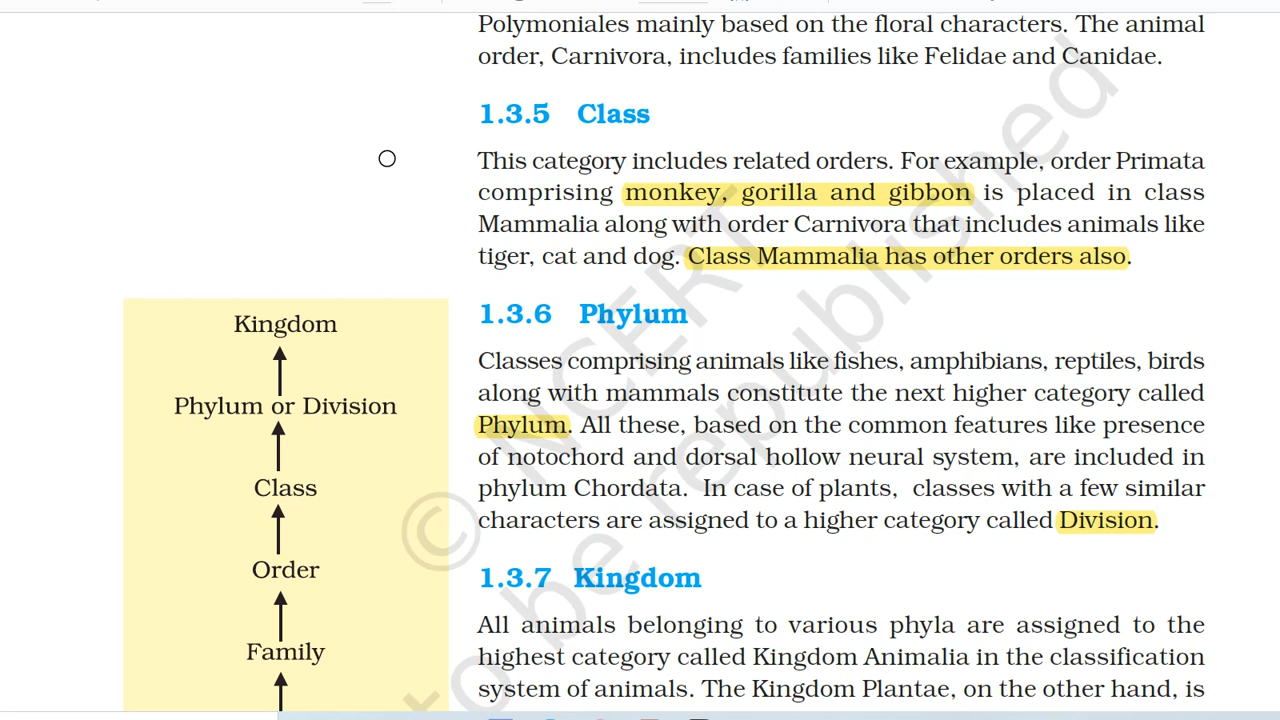 Polymoniales mainly based on the floral characters. The animal
order, Carnivora, includes families like Felidae and Canidae.
1.3.5 Class
This category includes related orders. For example, order Primata
comprising monkey, gorilla and gibbon is placed in class
Mammalia along with order Carnivora that includes animals like
tiger, cat and dog. Class Mammalia has other orders also.
1.3.6 Phylum
Classes comprising animals like fishes, amphibians, reptiles, birds
along with mammals constitute the next higher category called
Phylum. All these, based on the common features like presence
of notochord and dorsal hollow neural system, are included in
phylum Chordata. In case of plants, classes with a few similar
characters are assigned to a higher category called Division.
1.3.7 Kingdom
All animals belonging to various phyla are assigned to the
highest category called Kingdom Animalia in the classification
system of animals. The Kingdom Plantae, on the other hand, is
Kingdom
Phylum or Division
Class
Order
Family
© NCERT
to be republished